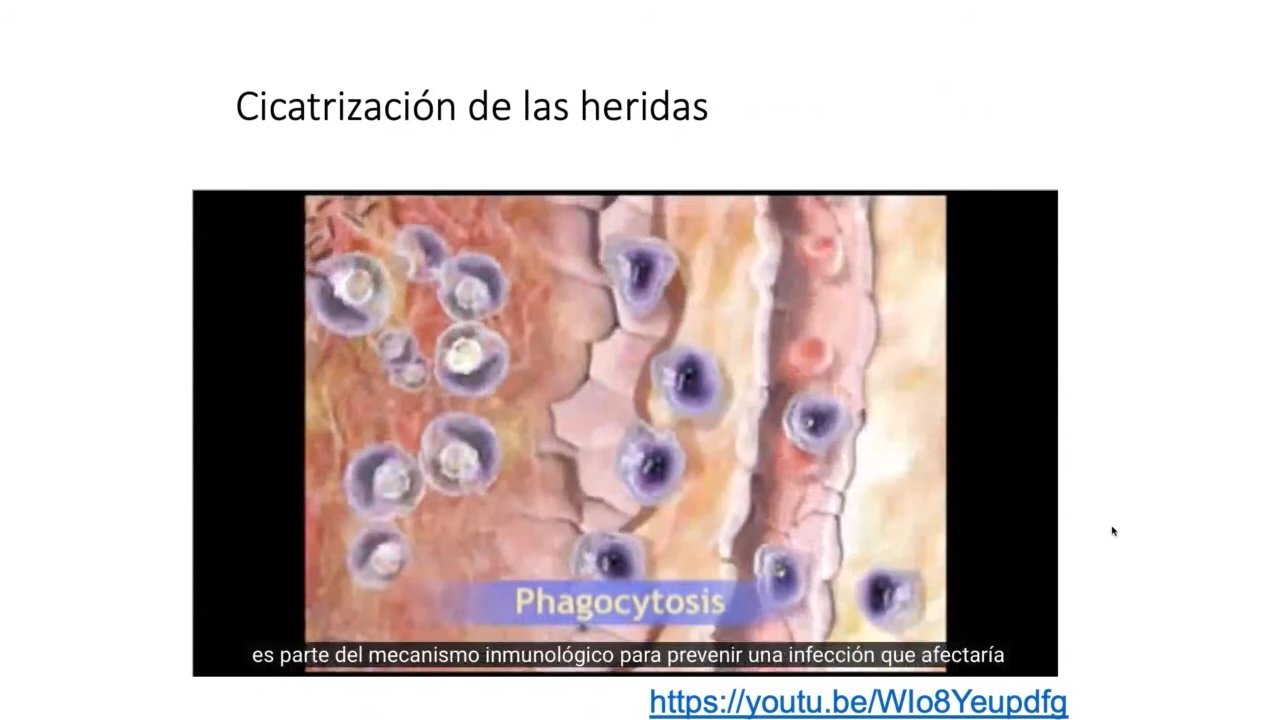 Cicatrización de las heridas
Phagocytosis
es parte del mecanismo inmunológico para prevenir una infección que afectaría
https://youtu.be/WIo8Yeupdfg